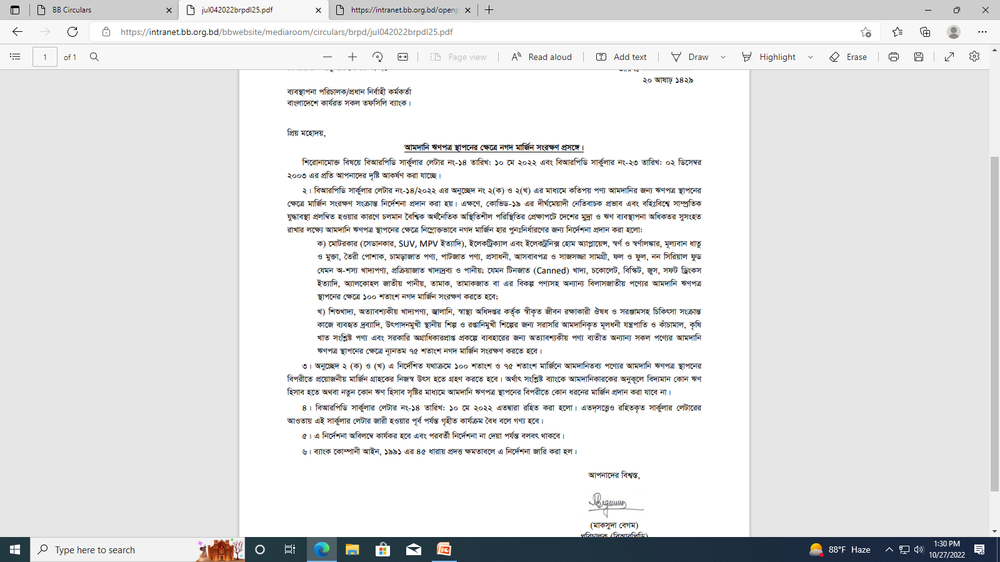 BB Circulars
jul042022brpdl25.pdf
https://intranet.bb.org.bd/openp
https://intranet.bb.org.bd/bbwebsite/mediaroom/circulars/brpd/jul042022brpdl25.pdf
1 of 1
Page view
Read aloud
Add text
Draw
Highlight
Erase
২০ আষাঢ় ১৪২৯
ব্যবস্থাপনা পরিচালক/প্রধান নির্বাহী কর্মকর্তা
বাংলাদেশে কার্যরত সকল তফসিলি ব্যাংক।
প্রিয় মহোদয়,
আমদানি ঋণপত্র স্থাপনের ক্ষেত্রে নগদ মার্জিন সংরক্ষণ প্রসঙ্গে।
শিরোনামোক্ত বিষয়ে বিআরপিডি সার্কুলার লেটার নং-১৪ তারিখ: ১০ মে ২০২২ এবং বিআরপিডি সার্কুলার নং-২৩ তারিখ: ০২ ডিসেম্বর
২০০৩ এর প্রতি আপনাদের দৃষ্টি আকর্ষণ করা যাচ্ছে।
২। বিআরপিডি সার্কুলার লেটার নং-১৪/২০২২ এর অনুচ্ছেদ নং ২(ক) ও ২(খ) এর মাধ্যমে কতিপয় পণ্য আমদানির জন্য ঋণপত্র স্থাপনের
ক্ষেত্রে মার্জিন সংরক্ষণ সংক্রান্ত নির্দেশনা প্রদান করা হয়। এক্ষণে, কোভিড-১৯ এর দীর্ঘমেয়াদী নেতিবাচক প্রভাব এবং বহিঃবিশ্বে সাম্প্রতিক
যুদ্ধাবস্থা প্রলম্বিত হওয়ার কারণে চলমান বৈশ্বিক অর্থনৈতিক অস্থিতিশীল পরিস্থিতির প্রেক্ষাপটে দেশের মুদ্রা ও ঋণ ব্যবস্থাপনা অধিকতর সুসংহত
রাখার লক্ষ্যে আমদানি ঋণপত্র স্থাপনের ক্ষেত্রে নিম্নোক্তভাবে নগদ মার্জিন হার পুনঃনির্ধারণের জন্য নির্দেশনা প্রদান করা হলো:
ক) মোটরকার (সেডানকার, SUV, MPV ইত্যাদি), ইলেকট্রিক্যাল এবং ইলেকট্রনিক্স হোম অ্যাপ্লায়েন্স, স্বর্ণ ও স্বর্ণালঙ্কার, মূল্যবান ধাতু
ও মুক্তা, তৈরী পোশাক, চামড়াজাত পণ্য, পাটজাত পণ্য, প্রসাধনী, আসবাবপত্র ও সাজসজ্জা সামগ্রী, ফল ও ফুল, নন সিরিয়াল ফুড
যেমন অ-শস্য খাদ্যপণ্য, প্রক্রিয়াজাত খাদ্যদ্রব্য ও পানীয়; যেমন টিনজাত (Canned) খাদ্য, চকোলেট, বিস্কিট, জুস, সফট ড্রিংকস
ইত্যাদি, অ্যালকোহল জাতীয় পানীয়, তামাক, তামাকজাত বা এর বিকল্প পণ্যসহ অন্যান্য বিলাসজাতীয় পণ্যের আমদানি ঋণপত্র
স্থাপনের ক্ষেত্রে ১০০ শতাংশ নগদ মার্জিন সংরক্ষণ করতে হবে;
খ) শিশুখাদ্য, অত্যাবশ্যকীয় খাদ্যপণ্য, জ্বালানি, স্বাস্থ্য অধিদপ্তর কর্তৃক স্বীকৃত জীবন রক্ষাকারী ঔষধ ও সরঞ্জামসহ চিকিৎসা সংক্রান্ত
কাজে ব্যবহৃত দ্রব্যাদি, উৎপাদনমুখী স্থানীয় শিল্প ও রপ্তানিমুখী শিল্পের জন্য সরাসরি আমদানিকৃত মূলধনী যন্ত্রপাতি ও কাঁচামাল, কৃষি
খাত সংশ্লিষ্ট পণ্য এবং সরকারি অগ্রাধিকারপ্রাপ্ত প্রকল্পে ব্যবহারের জন্য অত্যাবশ্যকীয় পণ্য ব্যতীত অন্যান্য সকল পণ্যের আমদানি
ঋণপত্র স্থাপনের ক্ষেত্রে ন্যূনতম ৭৫ শতাংশ নগদ মার্জিন সংরক্ষণ করতে হবে।
৩। অনুচ্ছেদ ২ (ক) ও (খ) এ নির্দেশিত যথাক্রমে ১০০ শতাংশ ও ৭৫ শতাংশ মার্জিনে আমদানিতব্য পণ্যের আমদানি ঋণপত্র স্থাপনের
বিপরীতে প্রয়োজনীয় মার্জিন গ্রাহকের নিজস্ব উৎস হতে গ্রহণ করতে হবে। অর্থাৎ সংশ্লিষ্ট ব্যাংকে আমদানিকারকের অনুকূলে বিদ্যমান কোন ঋণ
হিসাব হতে অথবা নতুন কোন ঋণ হিসাব সৃষ্টির মাধ্যমে আমদানি ঋণপত্র স্থাপনের বিপরীতে কোন ধরনের মার্জিন প্রদান করা যাবে না।
৪। বিআরপিডি সার্কুলার লেটার নং-১৪ তারিখ: ১০ মে ২০২২ এতদ্বারা রহিত করা হলো। এতদ্‌সত্ত্বেও রহিতকৃত সার্কুলার লেটারের
আওতায় এই সার্কুলার লেটার জারী হওয়ার পূর্ব পর্যন্ত গৃহীত কার্যক্রম বৈধ বলে গণ্য হবে।
৫। এ নির্দেশনা অবিলম্বে কার্যকর হবে এবং পরবর্তী নির্দেশনা না দেয়া পর্যন্ত বলবৎ থাকবে।
৬। ব্যাংক কোম্পানী আইন, ১৯৯১ এর ৪৫ ধারায় প্রদত্ত ক্ষমতাবলে এ নির্দেশনা জারি করা হল।
আপনাদের বিশ্বস্ত,
(মাকসুদা বেগম)
পরিচালক (বিআরপিডি)
Type here to search
88°F Haze
1:30 PM
10/27/2022